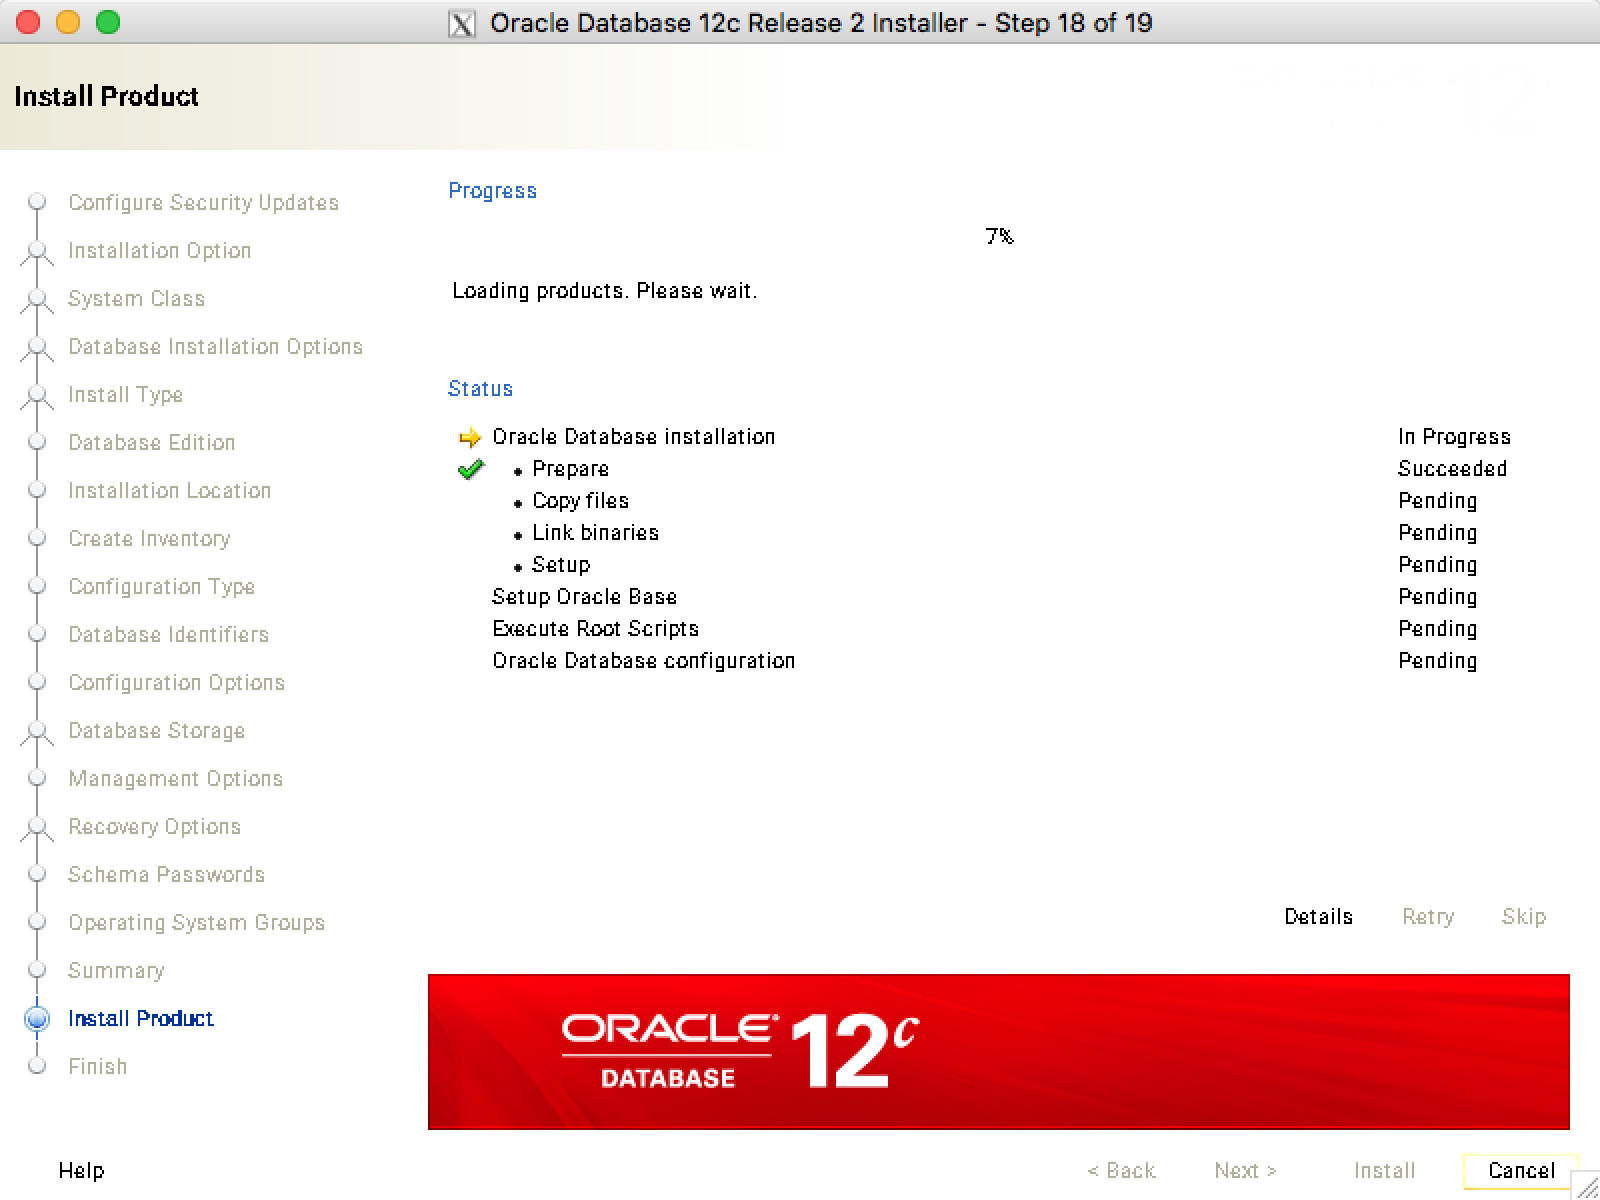 Oracle Database 12c Release 2 Installer - Step 18 of 19
Install Product
Configure Security Updates
Installation Option
System Class
Database Installation Options
Install Type
Database Edition
Installation Location
Create Inventory
Configuration Type
Database Identifiers
Configuration Options
Database Storage
Management Options
Recovery Options
Schema Passwords
Operating System Groups
Summary
Install Product
Finish
Progress
7%
Loading products. Please wait.
Status
Oracle Database installation In Progress
• Prepare Succeeded
• Copy files Pending
• Link binaries Pending
• Setup Pending
Setup Oracle Base Pending
Execute Root Scripts Pending
Oracle Database configuration Pending
Details Retry Skip
ORACLE® 12c
DATABASE
Help < Back Next > Install Cancel